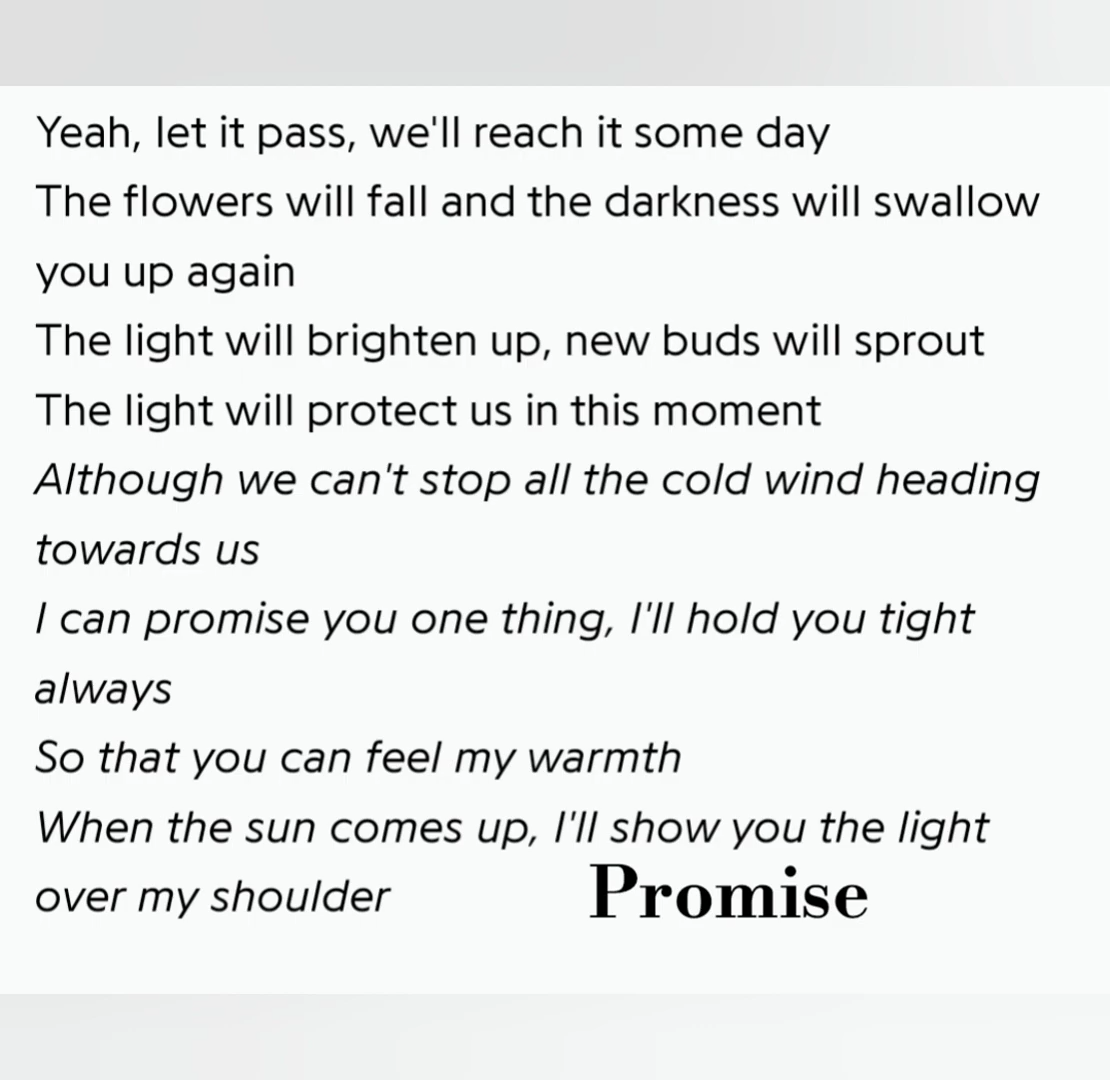 Yeah, let it pass, we'll reach it some day
The flowers will fall and the darkness will swallow
you up again
The light will brighten up, new buds will sprout
The light will protect us in this moment
Although we can't stop all the cold wind heading
towards us
I can promise you one thing, I'll hold you tight
always
So that you can feel my warmth
When the sun comes up, I'll show you the light
over my shoulder
Promise